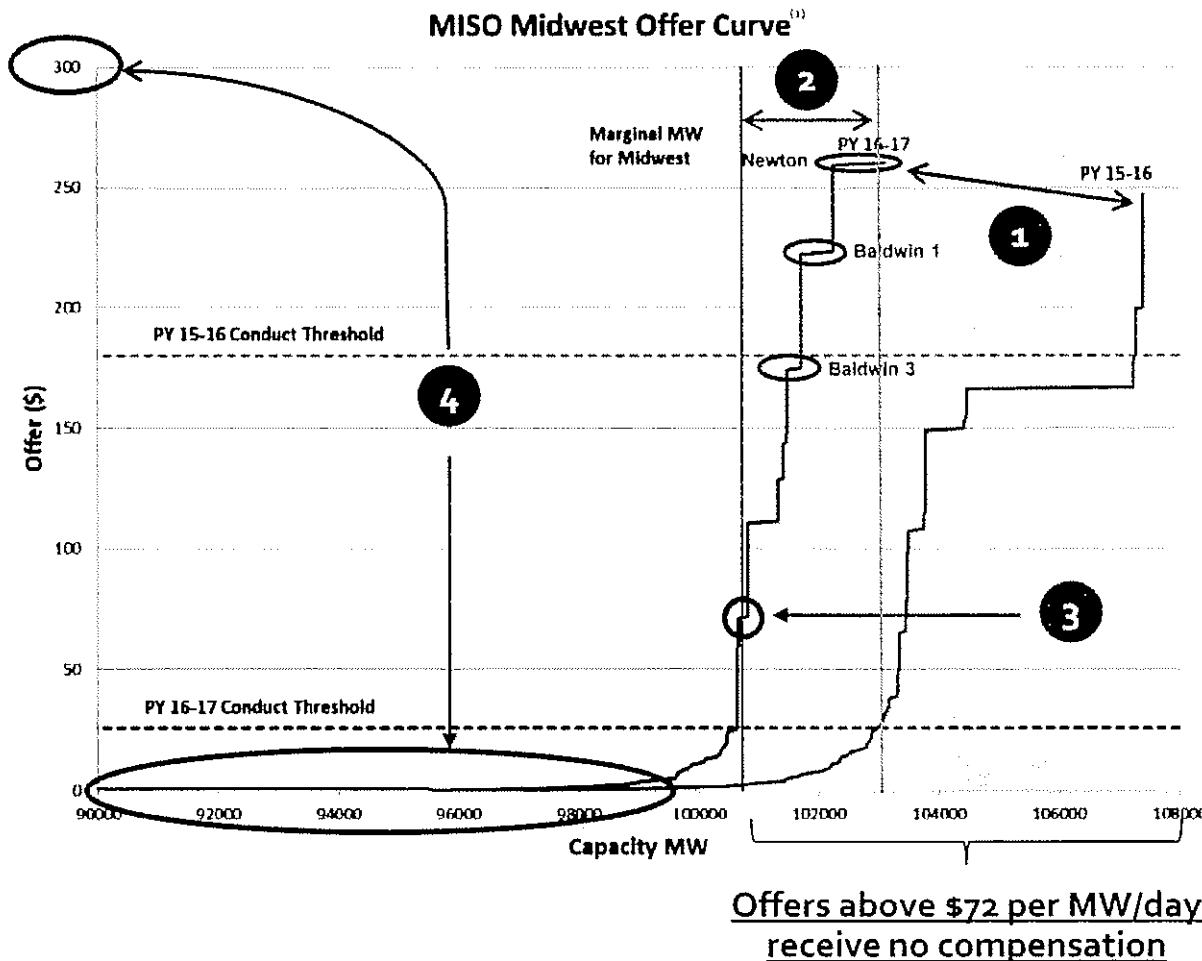 MISO Midwest Offer Curve(1)
300
2
Marginal MW
for Midwest
PY 16-17
Newton
PY 15-16
250
1
Baldwin 1
200
PY 15-16 Conduct Threshold
Baldwin 3
4
Offer ($)
150
100
3
50
PY 16-17 Conduct Threshold
0
90000 92000 94000 96000 98000 100000 102000 104000 106000 108000
Capacity MW
Offers above $72 per MW/day
receive no compensation